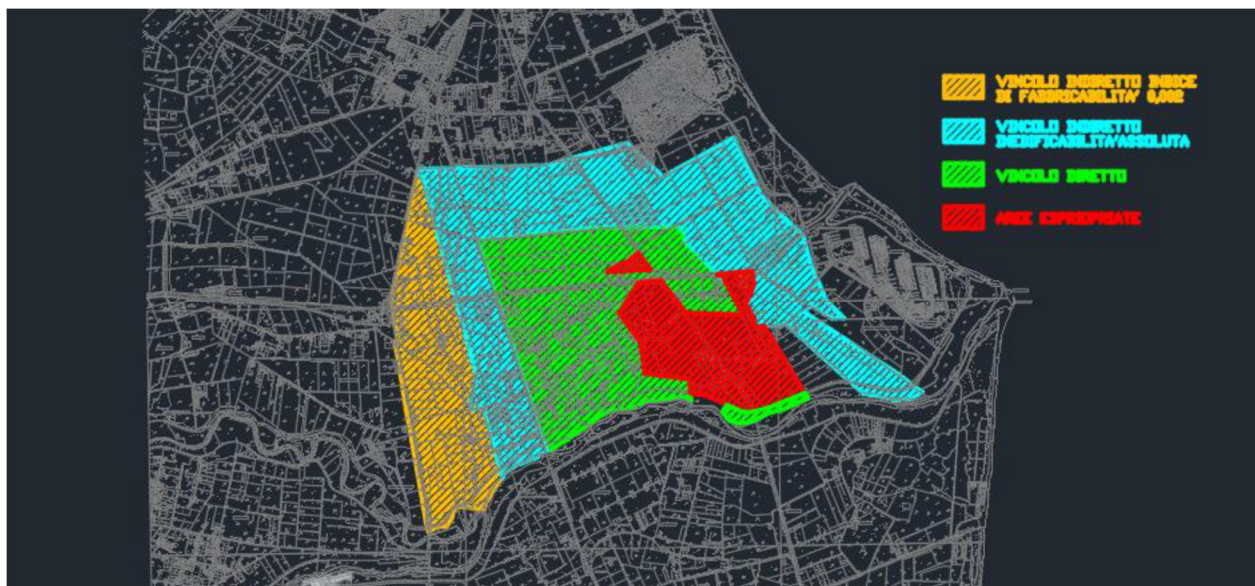 VINCOLO INDIRETTO INDICE
DI FABBRICABILITA' 0,002
VINCOLO INDIRETTO
INEDIFICABILITA' ASSOLUTA
VINCOLO DIRETTO
AREE ESPROPRIATE